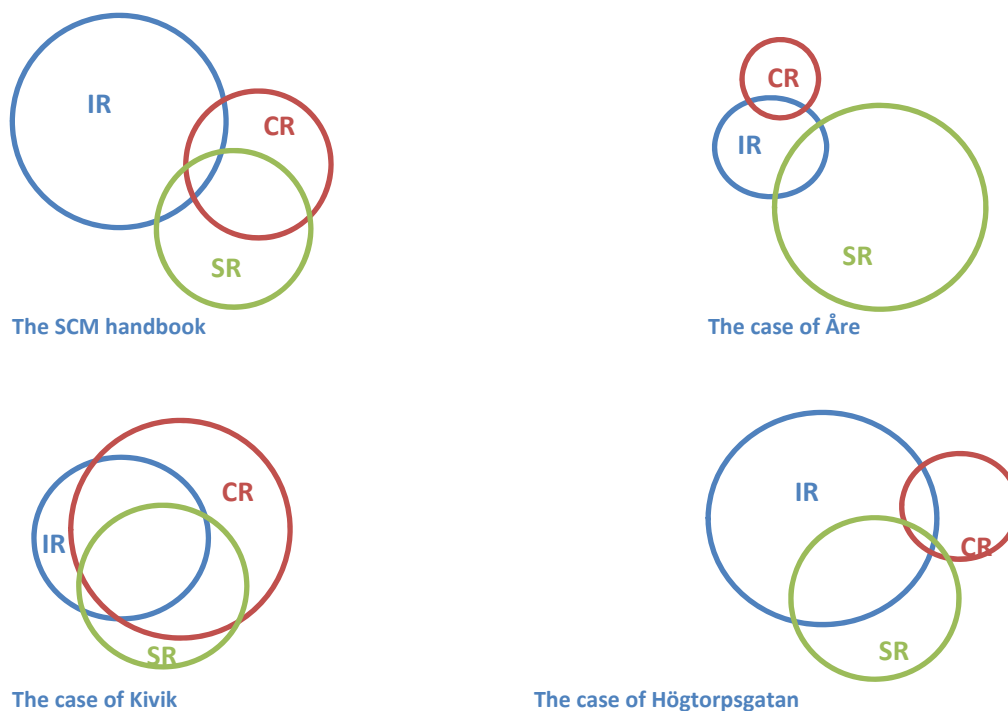 IR
CR
SR
The SCM handbook
CR
IR
SR
The case of Åre
CR
IR
SR
The case of Kivik
IR
CR
SR
The case of Högtorpsgatan